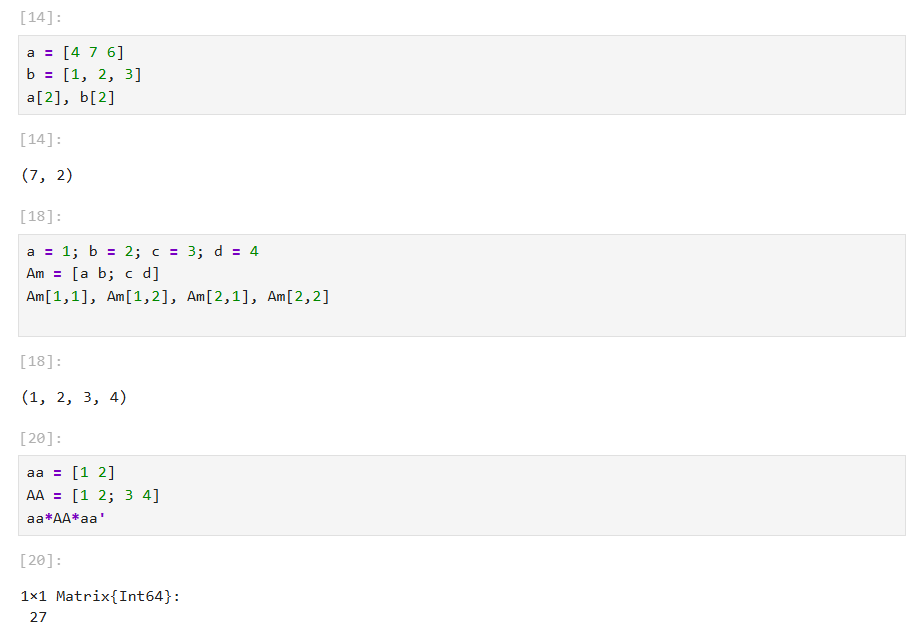 [14]:
a = [4 7 6]
b = [1, 2, 3]
a[2], b[2]
[14]:
(7, 2)
[18]:
a = 1; b = 2; c = 3; d = 4
Am = [a b; c d]
Am[1,1], Am[1,2], Am[2,1], Am[2,2]
[18]:
(1, 2, 3, 4)
[20]:
aa = [1 2]
AA = [1 2; 3 4]
aa*AA*aa'
[20]:
1×1 Matrix{Int64}:
27